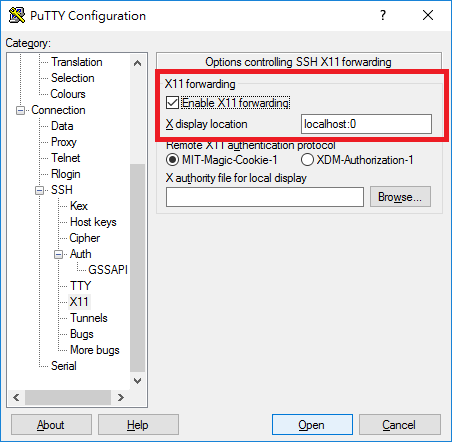 PuTTY Configuration
Category:
Translation
Selection
Colours
Connection
Data
Proxy
Telnet
Rlogin
SSH
Kex
Host keys
Cipher
Auth
GSSAPI
TTY
X11
Tunnels
Bugs
More bugs
Serial
Options controlling SSH X11 forwarding
X11 forwarding
Enable X11 forwarding
X display location
localhost:0
Remote X11 authentication protocol
MIT-Magic-Cookie-1 XDM-Authorization-1
X authority file for local display
Browse...
About Help Open Cancel